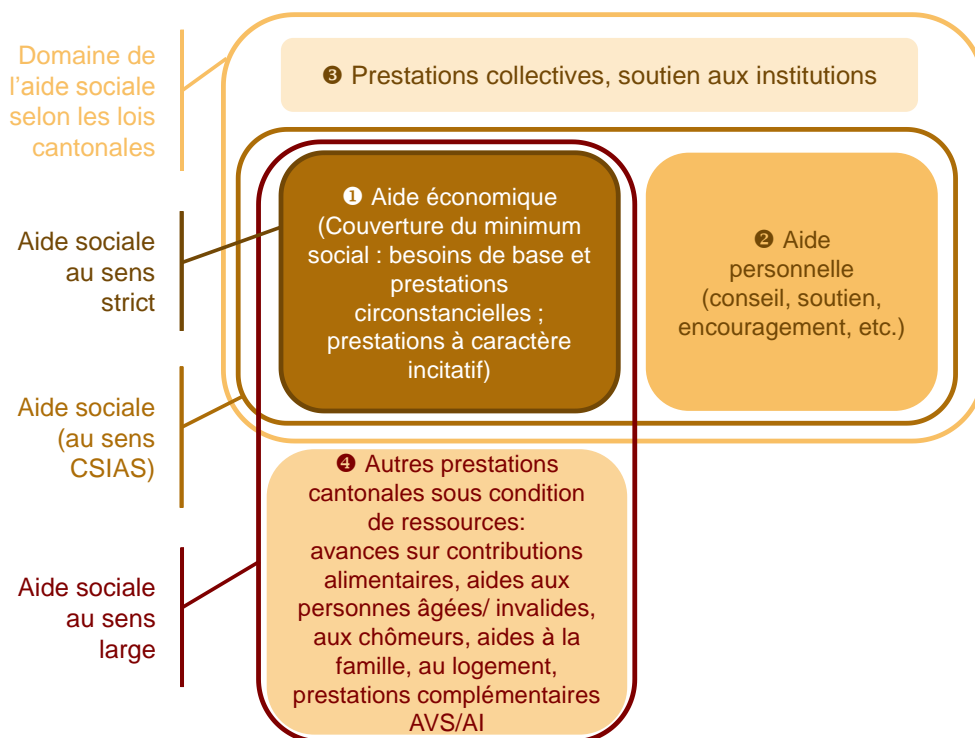 Domaine de
l'aide sociale
selon les lois
cantonales
❸ Prestations collectives, soutien aux institutions
Aide sociale
au sens
strict
❶ Aide économique
(Couverture du minimum
social : besoins de base et
prestations
circonstancielles ;
prestations à caractère
incitatif)
❷ Aide
personnelle
(conseil, soutien,
encouragement, etc.)
Aide sociale
(au sens
CSIAS)
Aide sociale
au sens
large
❹ Autres prestations
cantonales sous condition
de ressources:
avances sur contributions
alimentaires, aides aux
personnes âgées/ invalides,
aux chômeurs, aides à la
famille, au logement,
prestations complémentaires
AVS/AI